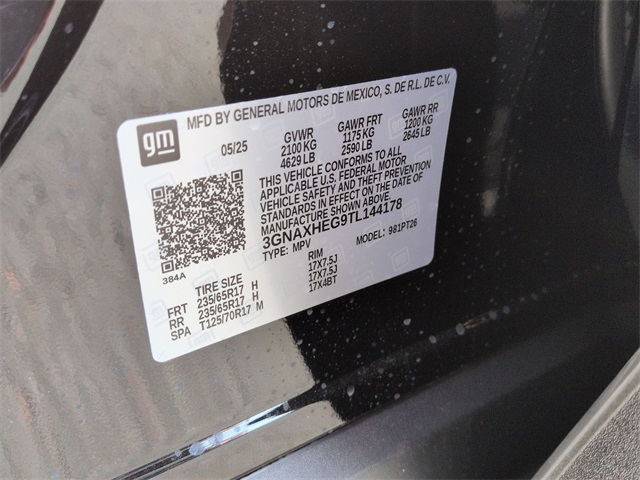 MFD BY GENERAL MOTORS DE MEXICO, S. DE R.L. DE C.V.
gm
05/25 GVWR GAWR FRT GAWR RR
2100 KG 1175 KG 1200 KG
4629 LB 2590 LB 2645 LB
THIS VEHICLE CONFORMS TO ALL
APPLICABLE U.S. FEDERAL MOTOR
VEHICLE SAFETY AND THEFT PREVENTION
STANDARDS IN EFFECT ON THE DATE OF
MANUFACTURE SHOWN ABOVE.
3GNAXHEG9TL144178
TYPE: MPV MODEL: 981PT26
384A
TIRE SIZE RIM
FRT 235/65R17 H 17X7.5J
RR 235/65R17 H 17X7.5J
SPA T125/70R17 M 17X4BT